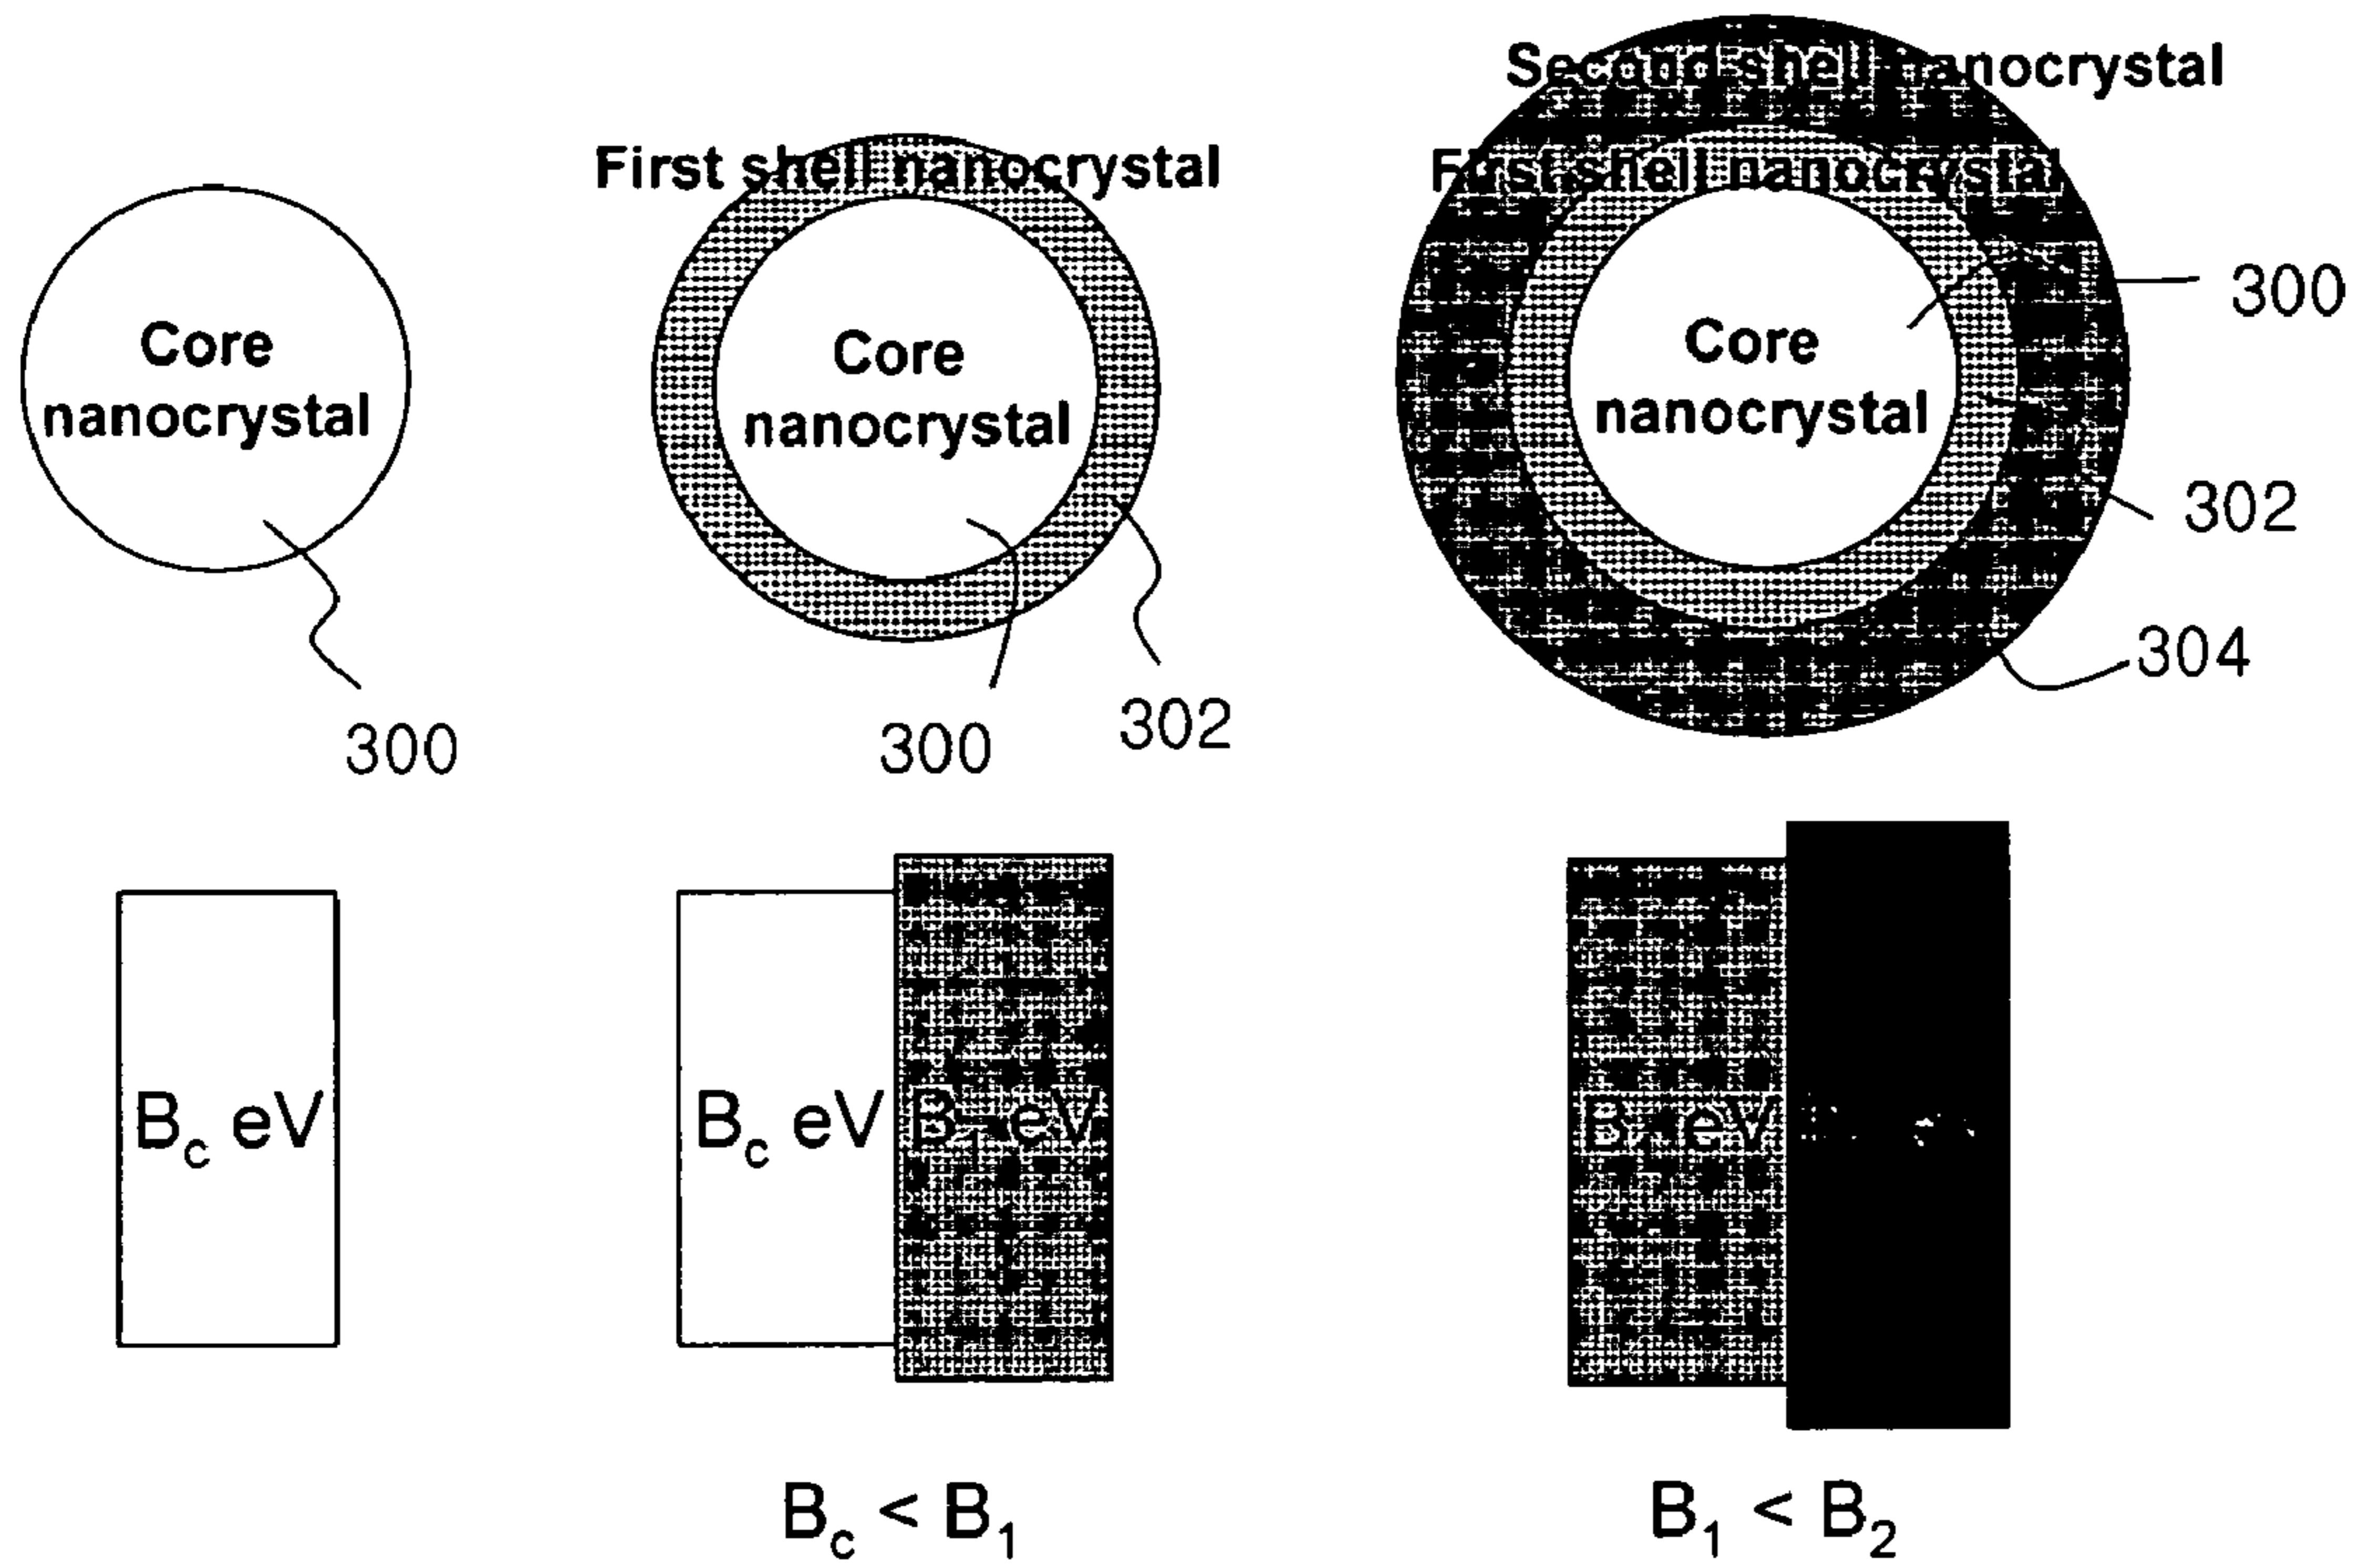 Second shell nanocrystal
First shell nanocrystal
First shell nanocrystal
Core
nanocrystal
Core
nanocrystal
Core
nanocrystal
300
302
304
300
300
302
B_c eV
B_c eV
B_1 eV
B_1 eV
B_c < B_1
B_1 < B_2